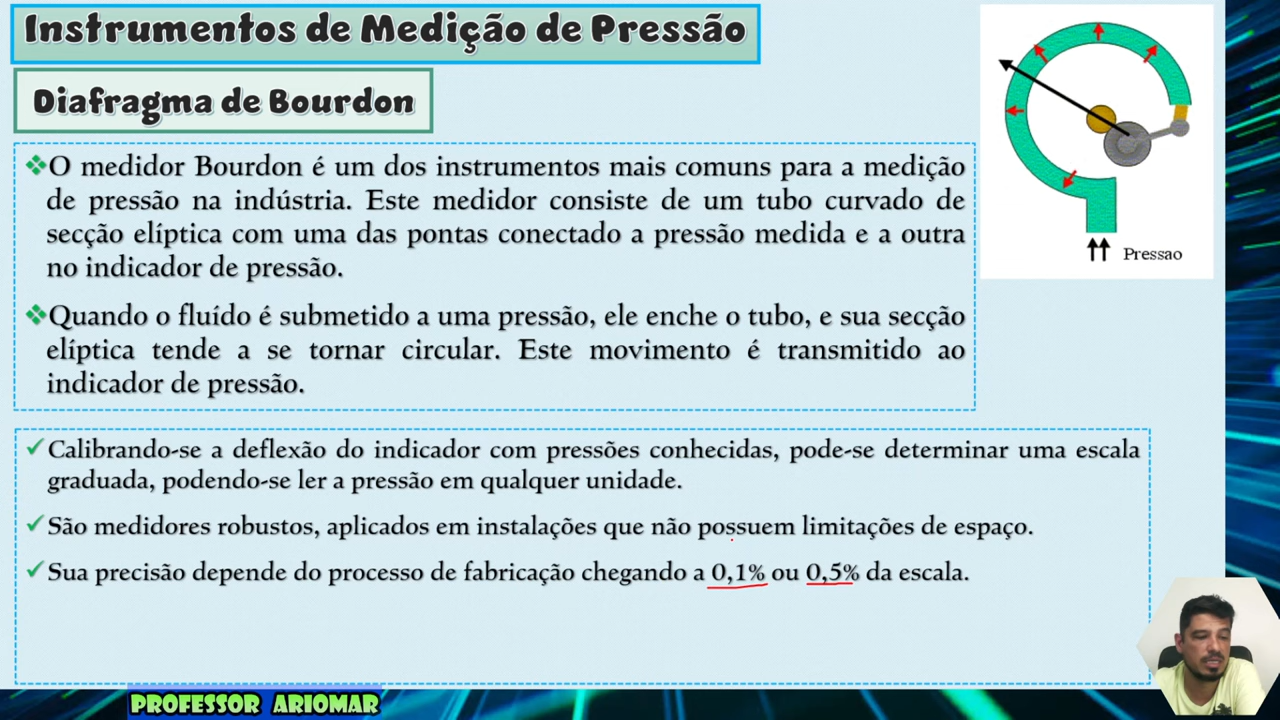 Instrumentos de Medição de Pressão
Diafragma de Bourdon
O medidor Bourdon é um dos instrumentos mais comuns para a medição
de pressão na indústria. Este medidor consiste de um tubo curvado de
secção elíptica com uma das pontas conectado a pressão medida e a outra
no indicador de pressão.
Quando o fluído é submetido a uma pressão, ele enche o tubo, e sua secção
elíptica tende a se tornar circular. Este movimento é transmitido ao
indicador de pressão.
Pressao
Calibrando-se a deflexão do indicador com pressões conhecidas, pode-se determinar uma escala
graduada, podendo-se ler a pressão em qualquer unidade.
São medidores robustos, aplicados em instalações que não possuem limitações de espaço.
Sua precisão depende do processo de fabricação chegando a 0,1% ou 0,5% da escala.
PROFESSOR ARIOMAR